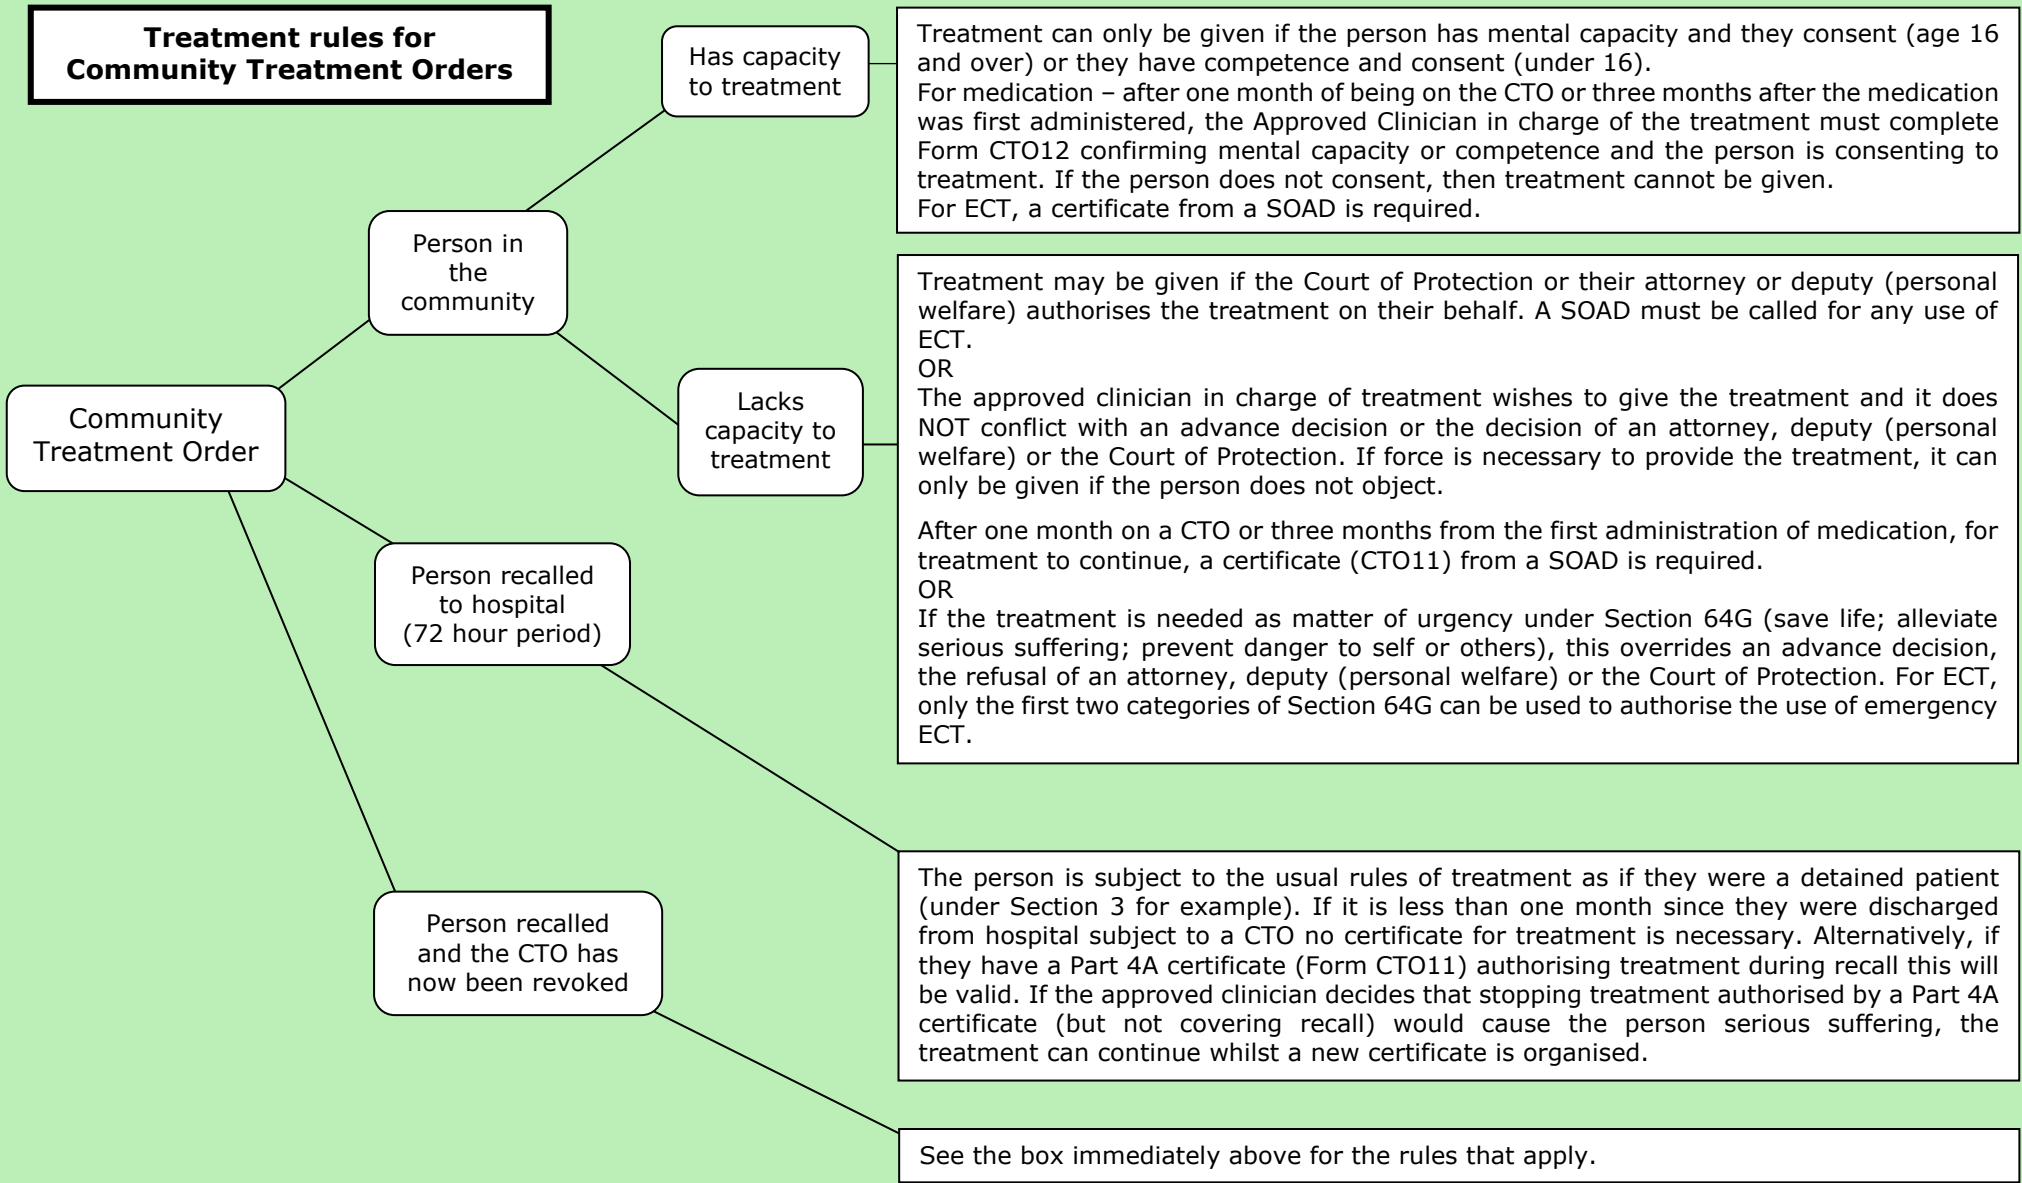 Treatment rules for
Community Treatment Orders
Has capacity
to treatment
Treatment can only be given if the person has mental capacity and they consent (age 16
and over) or they have competence and consent (under 16).
For medication – after one month of being on the CTO or three months after the medication
was first administered, the Approved Clinician in charge of the treatment must complete
Form CTO12 confirming mental capacity or competence and the person is consenting to
treatment. If the person does not consent, then treatment cannot be given.
For ECT, a certificate from a SOAD is required.
Person in
the
community
Lacks
capacity to
treatment
Treatment may be given if the Court of Protection or their attorney or deputy (personal
welfare) authorises the treatment on their behalf. A SOAD must be called for any use of
ECT.
OR
The approved clinician in charge of treatment wishes to give the treatment and it does
NOT conflict with an advance decision or the decision of an attorney, deputy (personal
welfare) or the Court of Protection. If force is necessary to provide the treatment, it can
only be given if the person does not object.
After one month on a CTO or three months from the first administration of medication, for
treatment to continue, a certificate (CTO11) from a SOAD is required.
OR
If the treatment is needed as matter of urgency under Section 64G (save life; alleviate
serious suffering; prevent danger to self or others), this overrides an advance decision,
the refusal of an attorney, deputy (personal welfare) or the Court of Protection. For ECT,
only the first two categories of Section 64G can be used to authorise the use of emergency
ECT.
Community
Treatment Order
Person recalled
to hospital
(72 hour period)
The person is subject to the usual rules of treatment as if they were a detained patient
(under Section 3 for example). If it is less than one month since they were discharged
from hospital subject to a CTO no certificate for treatment is necessary. Alternatively, if
they have a Part 4A certificate (Form CTO11) authorising treatment during recall this will
be valid. If the approved clinician decides that stopping treatment authorised by a Part 4A
certificate (but not covering recall) would cause the person serious suffering, the
treatment can continue whilst a new certificate is organised.
Person recalled
and the CTO has
now been revoked
See the box immediately above for the rules that apply.